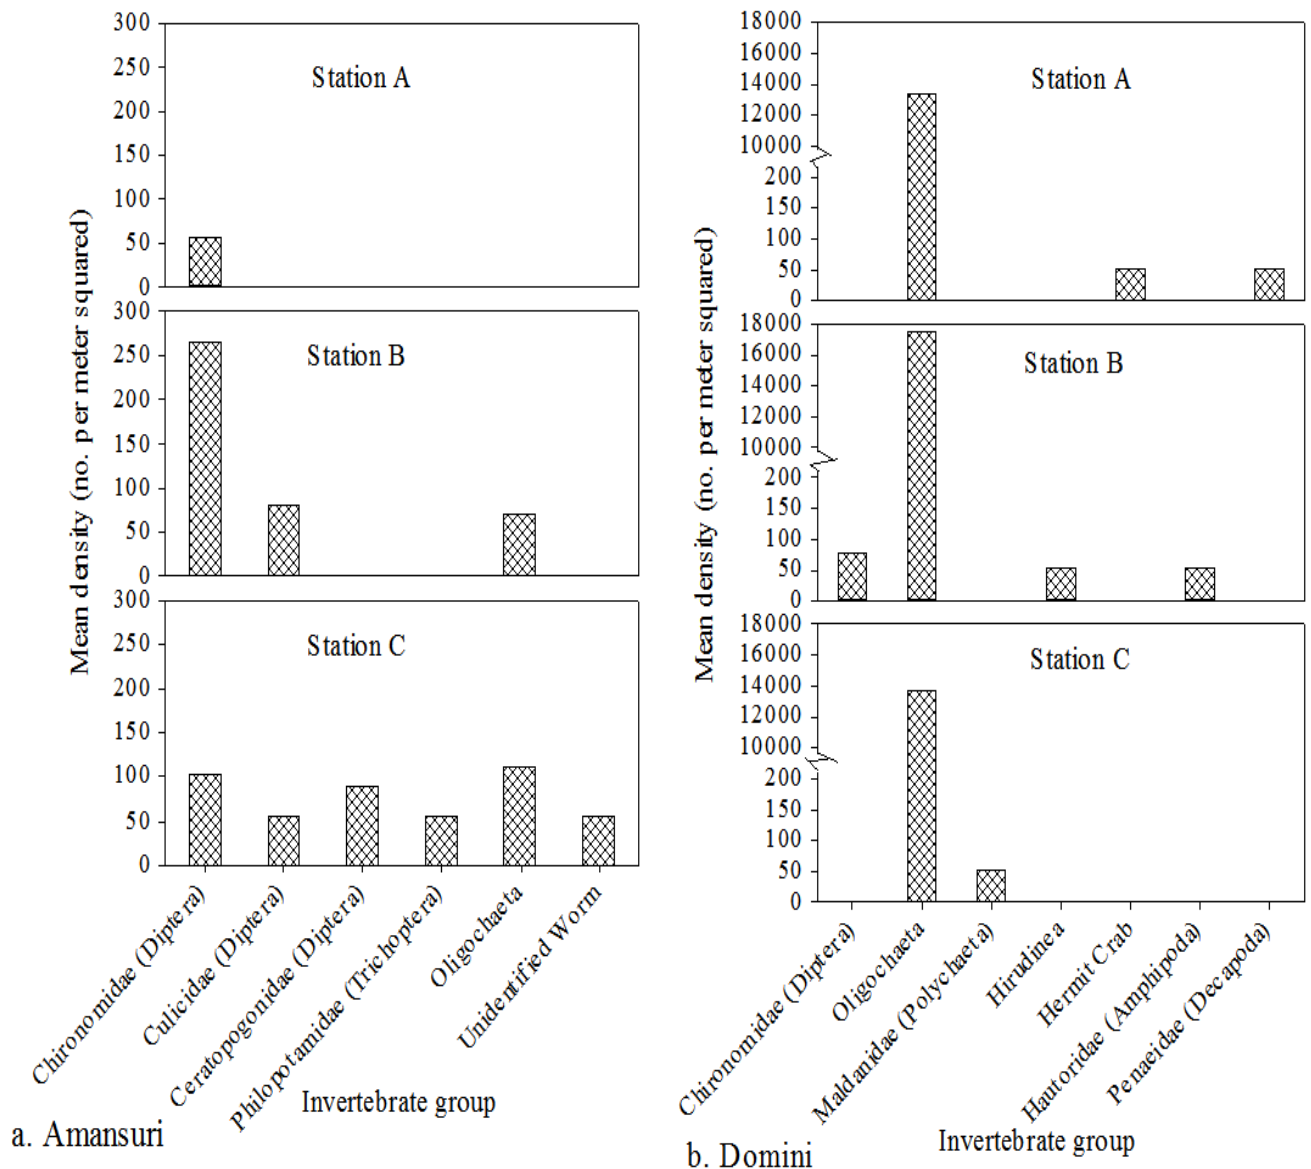 Mean density (no. per meter squared)
300
250
200
150
100
50
0
Station A
300
250
200
150
100
50
0
Station B
300
250
200
150
100
50
0
Station C
Chironomidae (Diptera)
Culicidae (Diptera)
Ceratopogonidae (Diptera)
Philopotamidae (Trichoptera)
Oligochaeta
Unidentified Worm
Invertebrate group
a. Amansuri
Mean density (no. per meter squared)
18000
16000
14000
12000
10000
200
150
100
50
0
Station A
18000
16000
14000
12000
10000
200
150
100
50
0
Station B
18000
16000
14000
12000
10000
200
150
100
50
0
Station C
Chironomidae (Diptera)
Oligochaeta
Maldanidae (Polychaeta)
Hirudinea
Hermit Crab
Hautoridae (Amphipoda)
Penaeidae (Decapoda)
Invertebrate group
b. Domini